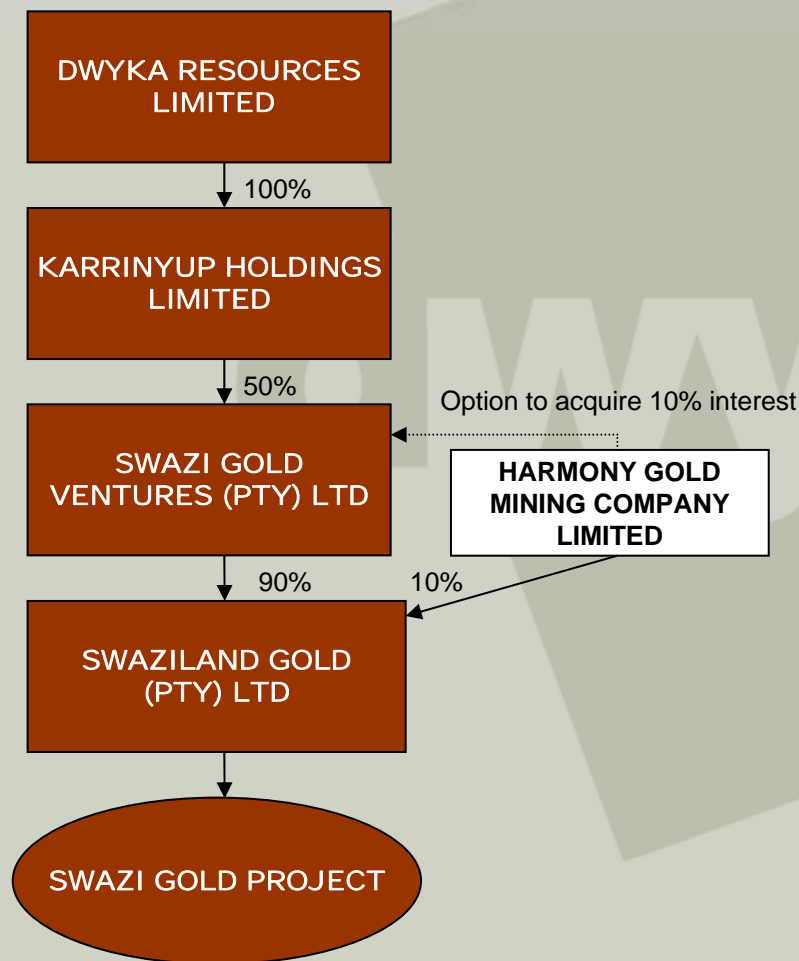 DWYKA RESOURCES
LIMITED
100%
KARRINYUP HOLDINGS
LIMITED
50%
Option to acquire 10% interest
SWAZI GOLD
VENTURES (PTY) LTD
HARMONY GOLD
MINING COMPANY
LIMITED
90%
10%
SWAZILAND GOLD
(PTY) LTD
SWAZI GOLD PROJECT